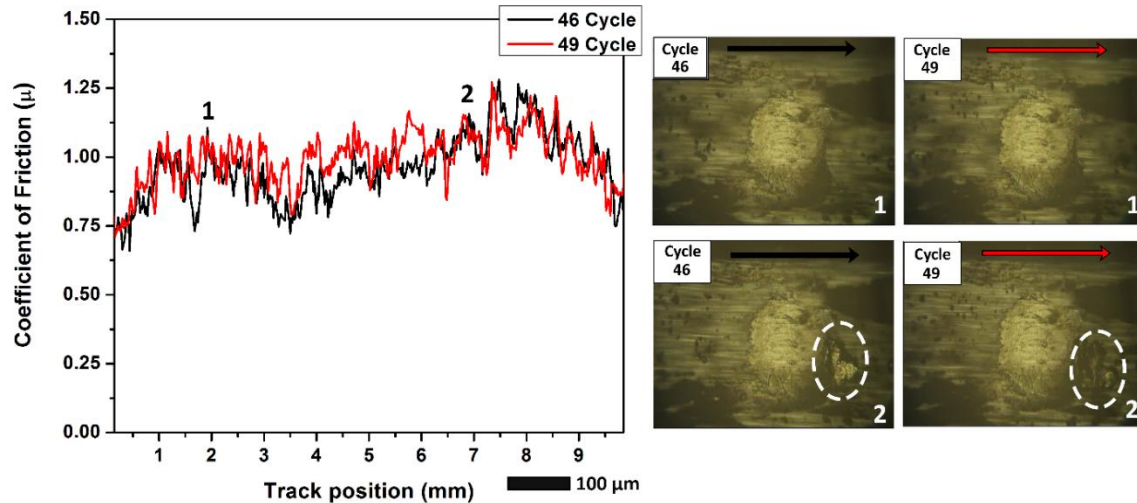 46 Cycle
49 Cycle
Coefficient of Friction (μ)
1.50
1.25
1.00
0.75
0.50
0.25
0.00
1
2
1 2 3 4 5 6 7 8 9
Track position (mm)
100 μm
Cycle
46
1
Cycle
49
1
Cycle
46
2
Cycle
49
2